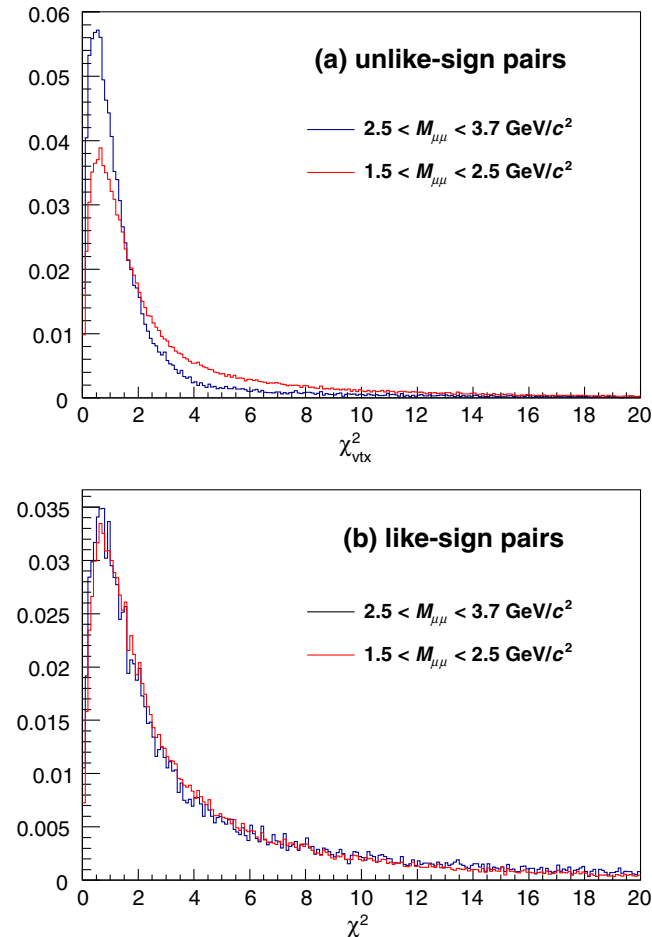 0.06
(a) unlike-sign pairs
0.05
2.5 < Mμμ < 3.7 GeV/c²
0.04
1.5 < Mμμ < 2.5 GeV/c²
0.03
0.02
0.01
0
0 2 4 6 8 10 12 14 16 18 20
χ²vtx
0.035
(b) like-sign pairs
0.03
2.5 < Mμμ < 3.7 GeV/c²
0.025
1.5 < Mμμ < 2.5 GeV/c²
0.02
0.015
0.01
0.005
0
0 2 4 6 8 10 12 14 16 18 20
χ²